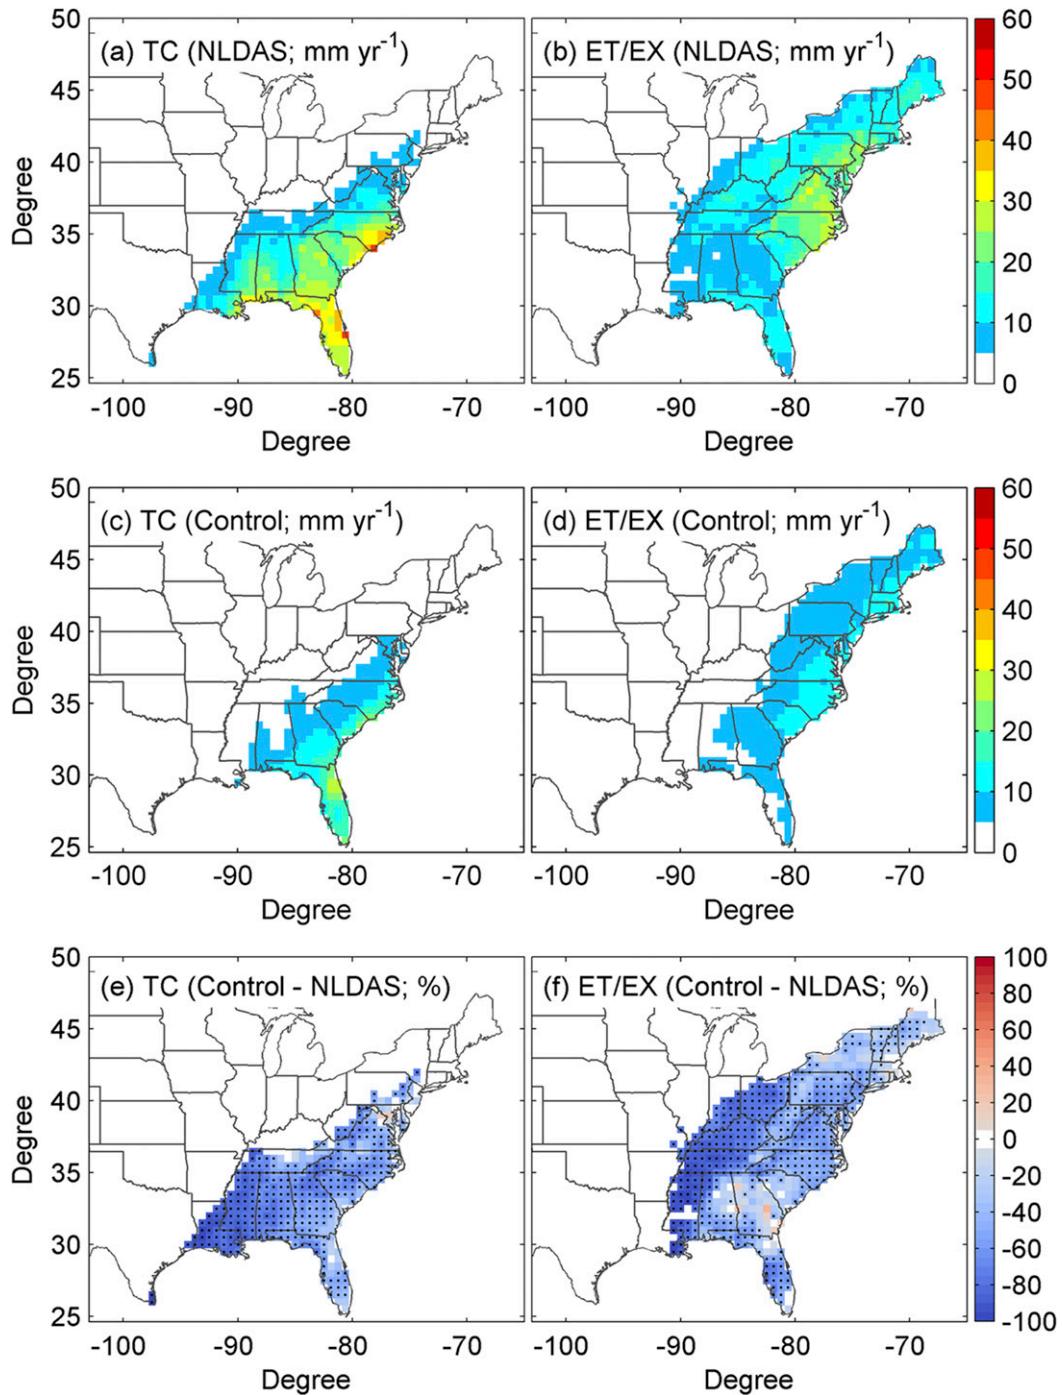 (a) TC (NLDAS; mm yr⁻¹)
50
45
40
35
30
25
Degree
-100 -90 -80 -70
Degree
(b) ET/EX (NLDAS; mm yr⁻¹)
-100 -90 -80 -70
Degree
60
50
40
30
20
10
0
(c) TC (Control; mm yr⁻¹)
50
45
40
35
30
25
Degree
-100 -90 -80 -70
Degree
(d) ET/EX (Control; mm yr⁻¹)
-100 -90 -80 -70
Degree
60
50
40
30
20
10
0
(e) TC (Control - NLDAS; %)
50
45
40
35
30
25
Degree
-100 -90 -80 -70
Degree
(f) ET/EX (Control - NLDAS; %)
-100 -90 -80 -70
Degree
100
80
60
40
20
0
-20
-40
-60
-80
-100